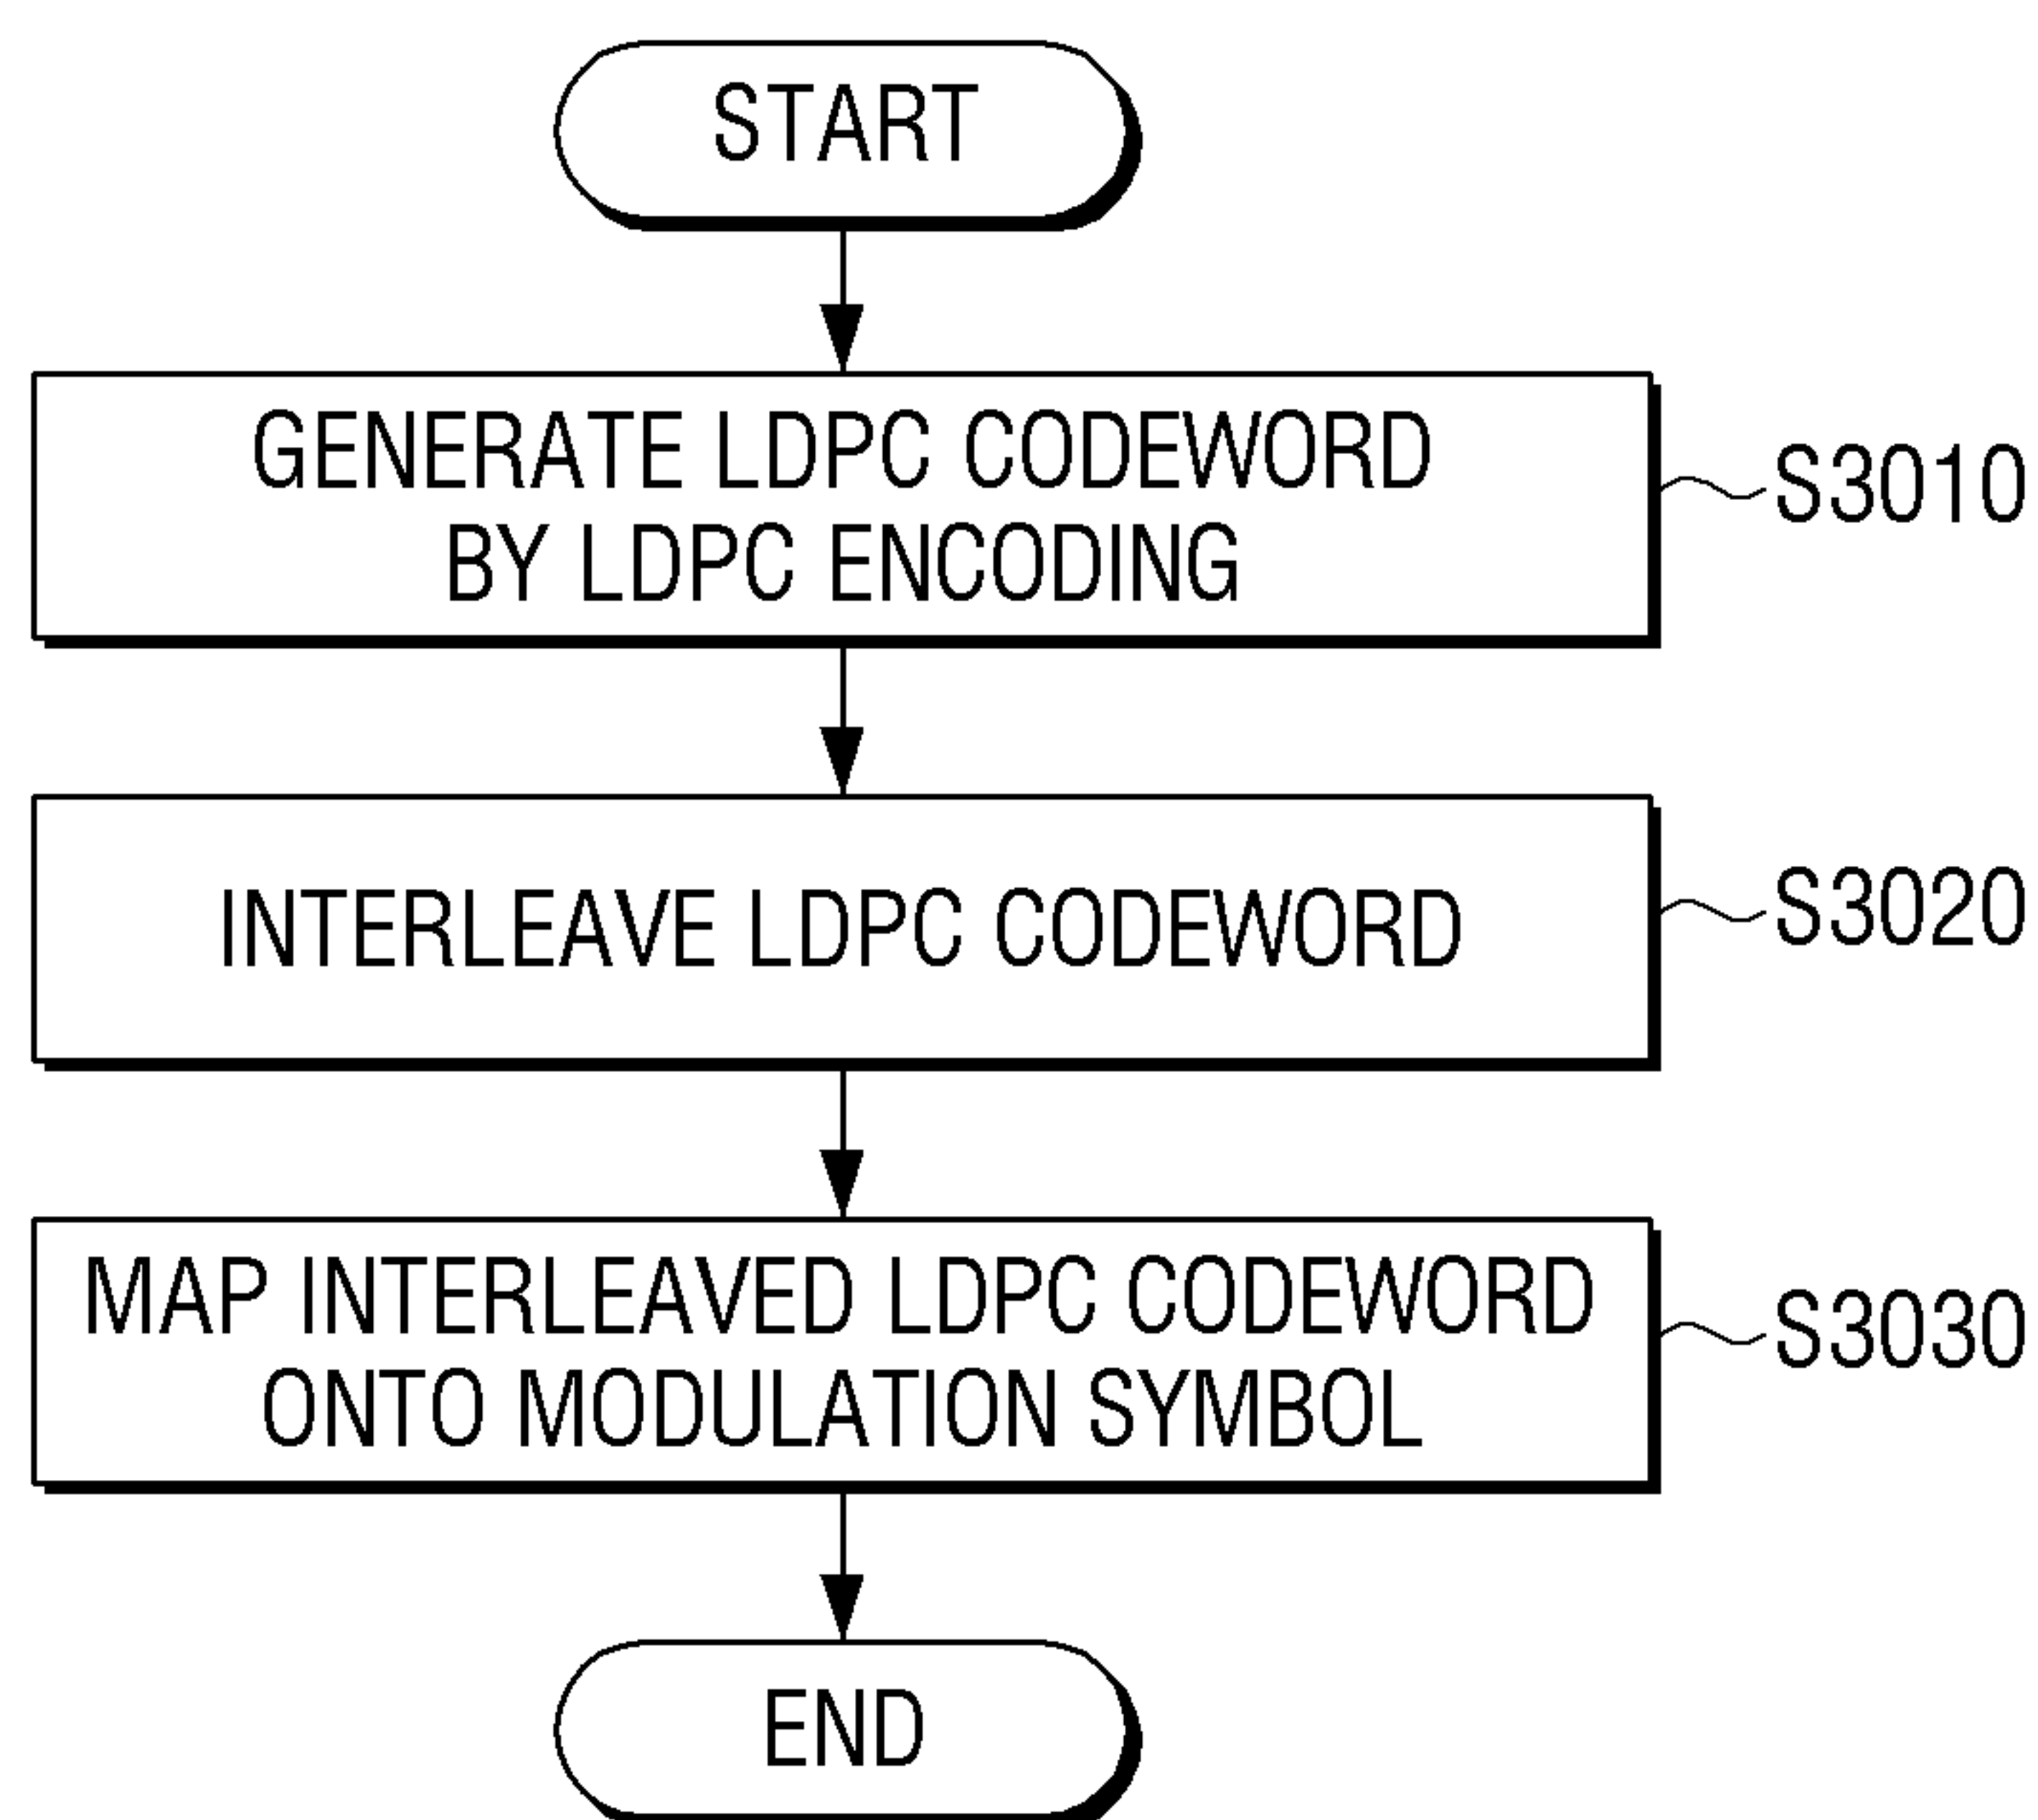 START
GENERATE LDPC CODEWORD
BY LDPC ENCODING
S3010
INTERLEAVE LDPC CODEWORD
S3020
MAP INTERLEAVED LDPC CODEWORD
ONTO MODULATION SYMBOL
S3030
END